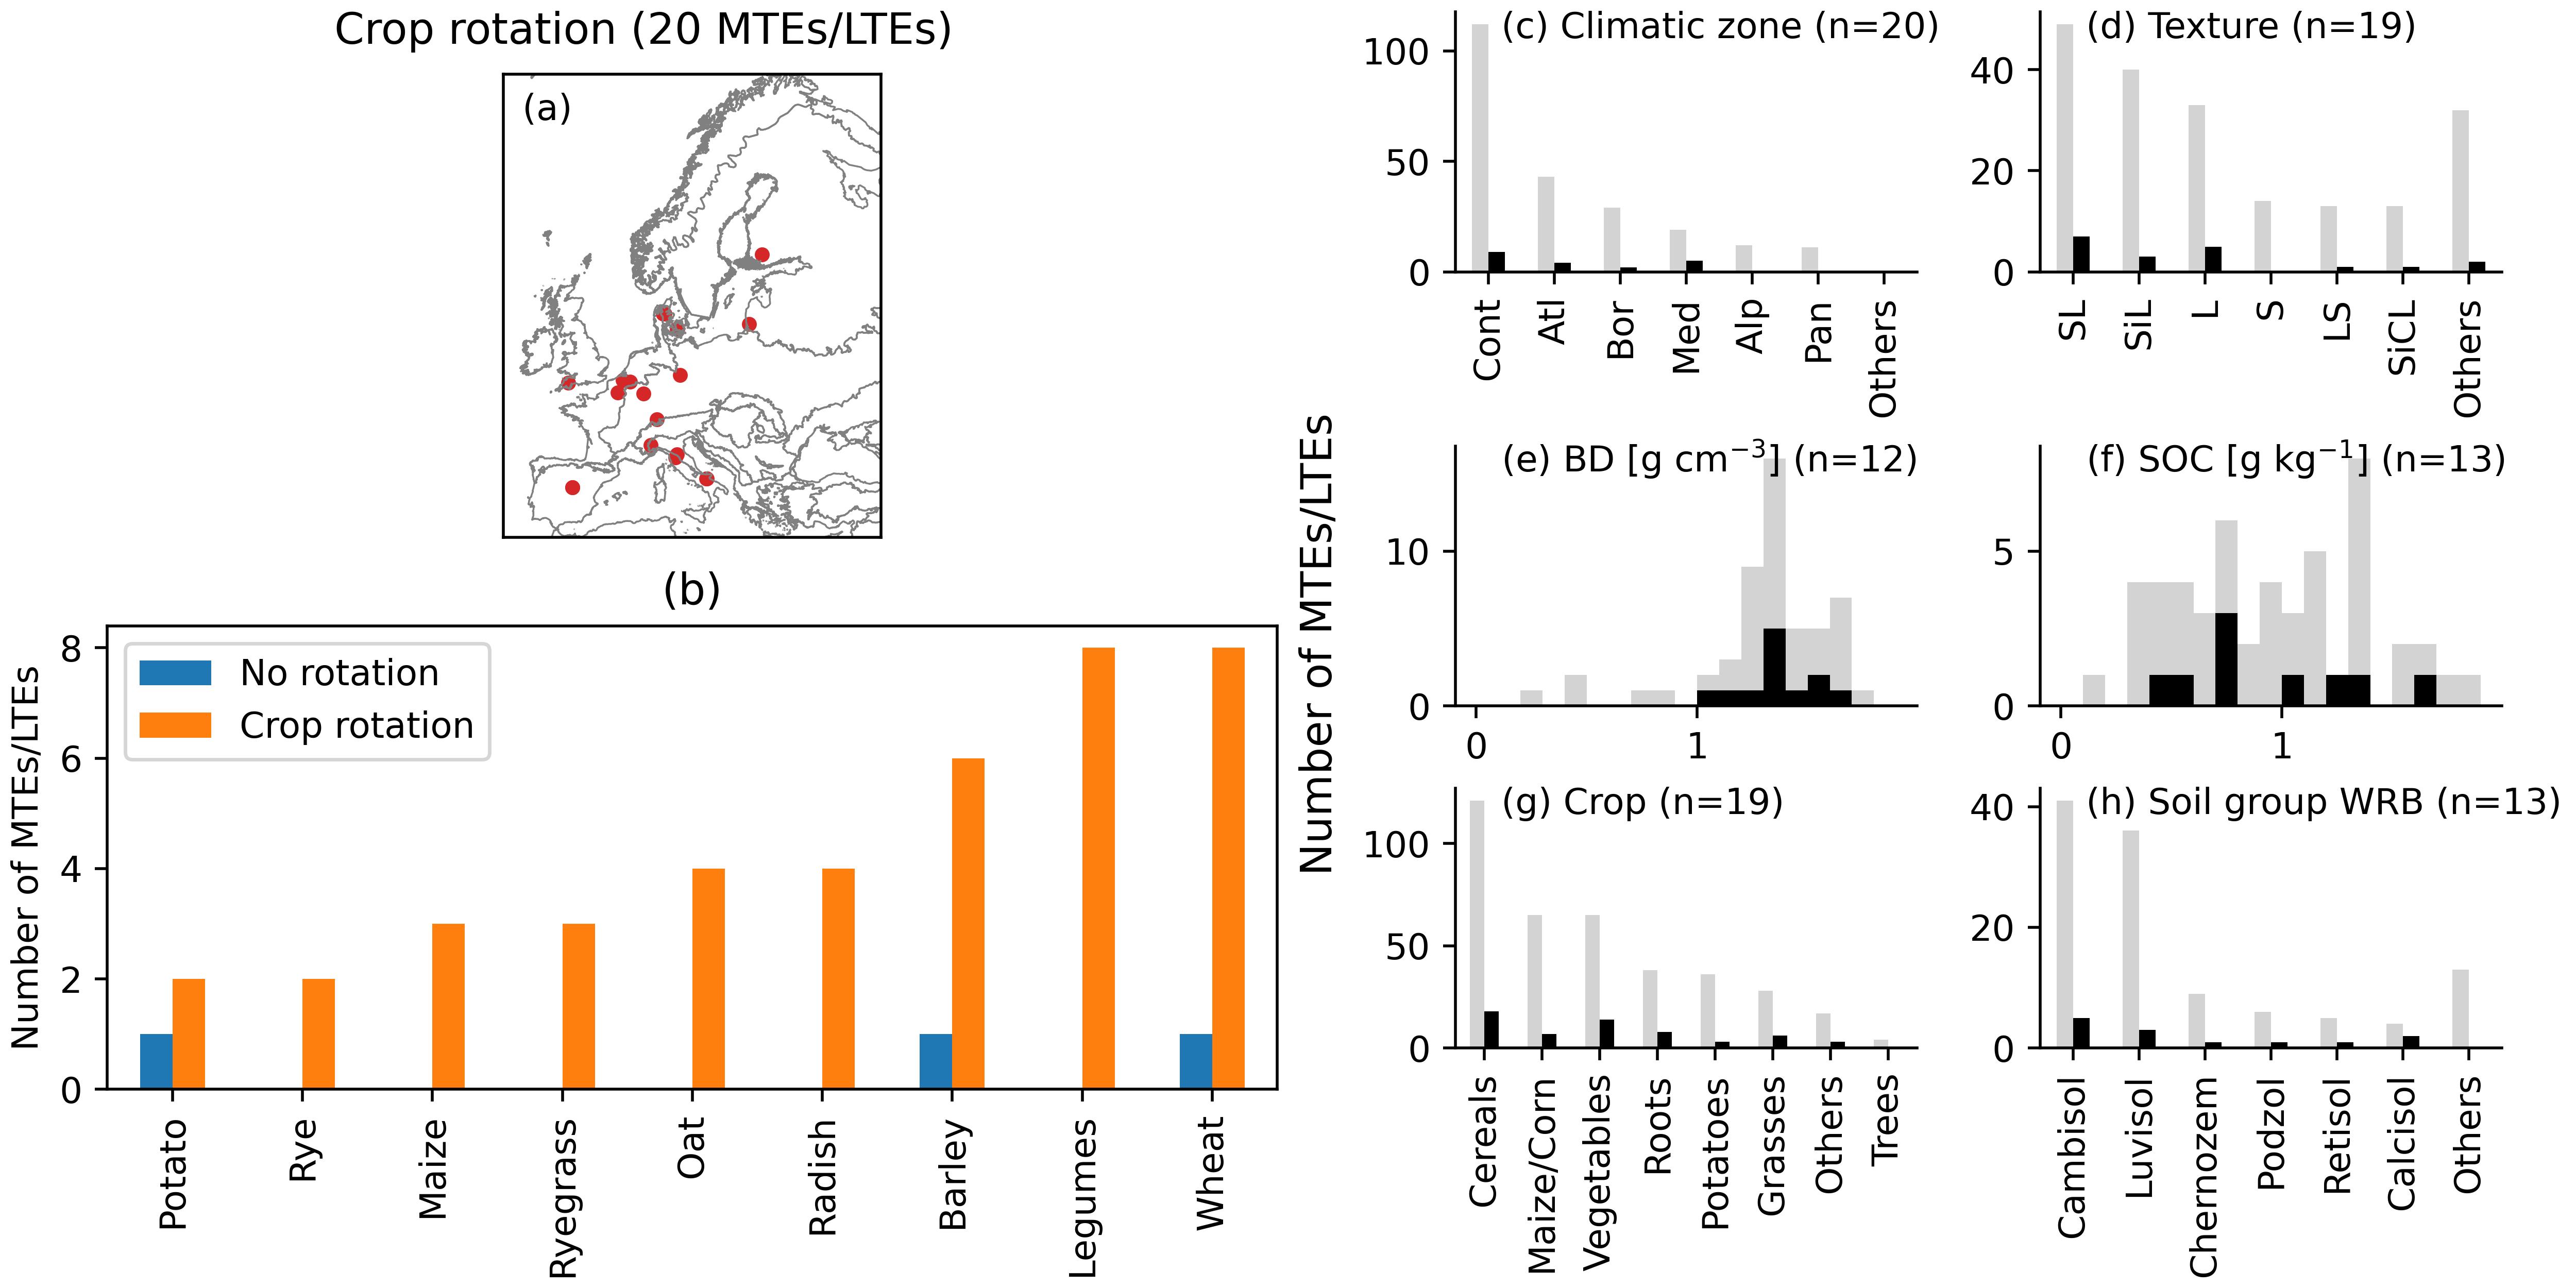 Crop rotation (20 MTEs/LTEs)
(a)
(b)
Number of MTEs/LTEs
8
6
4
2
0
No rotation
Crop rotation
Potato
Rye
Maize
Ryegrass
Oat
Radish
Barley
Legumes
Wheat
Number of MTEs/LTEs
(c) Climatic zone (n=20)
100
50
0
Cont
Atl
Bor
Med
Alp
Pan
Others
(d) Texture (n=19)
40
20
0
SL
SiL
L
S
LS
SiCL
Others
(e) BD [g cm⁻³] (n=12)
10
0
0
1
(f) SOC [g kg⁻¹] (n=13)
5
0
0
1
(g) Crop (n=19)
100
50
0
Cereals
Maize/Corn
Vegetables
Roots
Potatoes
Grasses
Others
Trees
(h) Soil group WRB (n=13)
40
20
0
Cambisol
Luvisol
Chernozem
Podzol
Retisol
Calcisol
Others